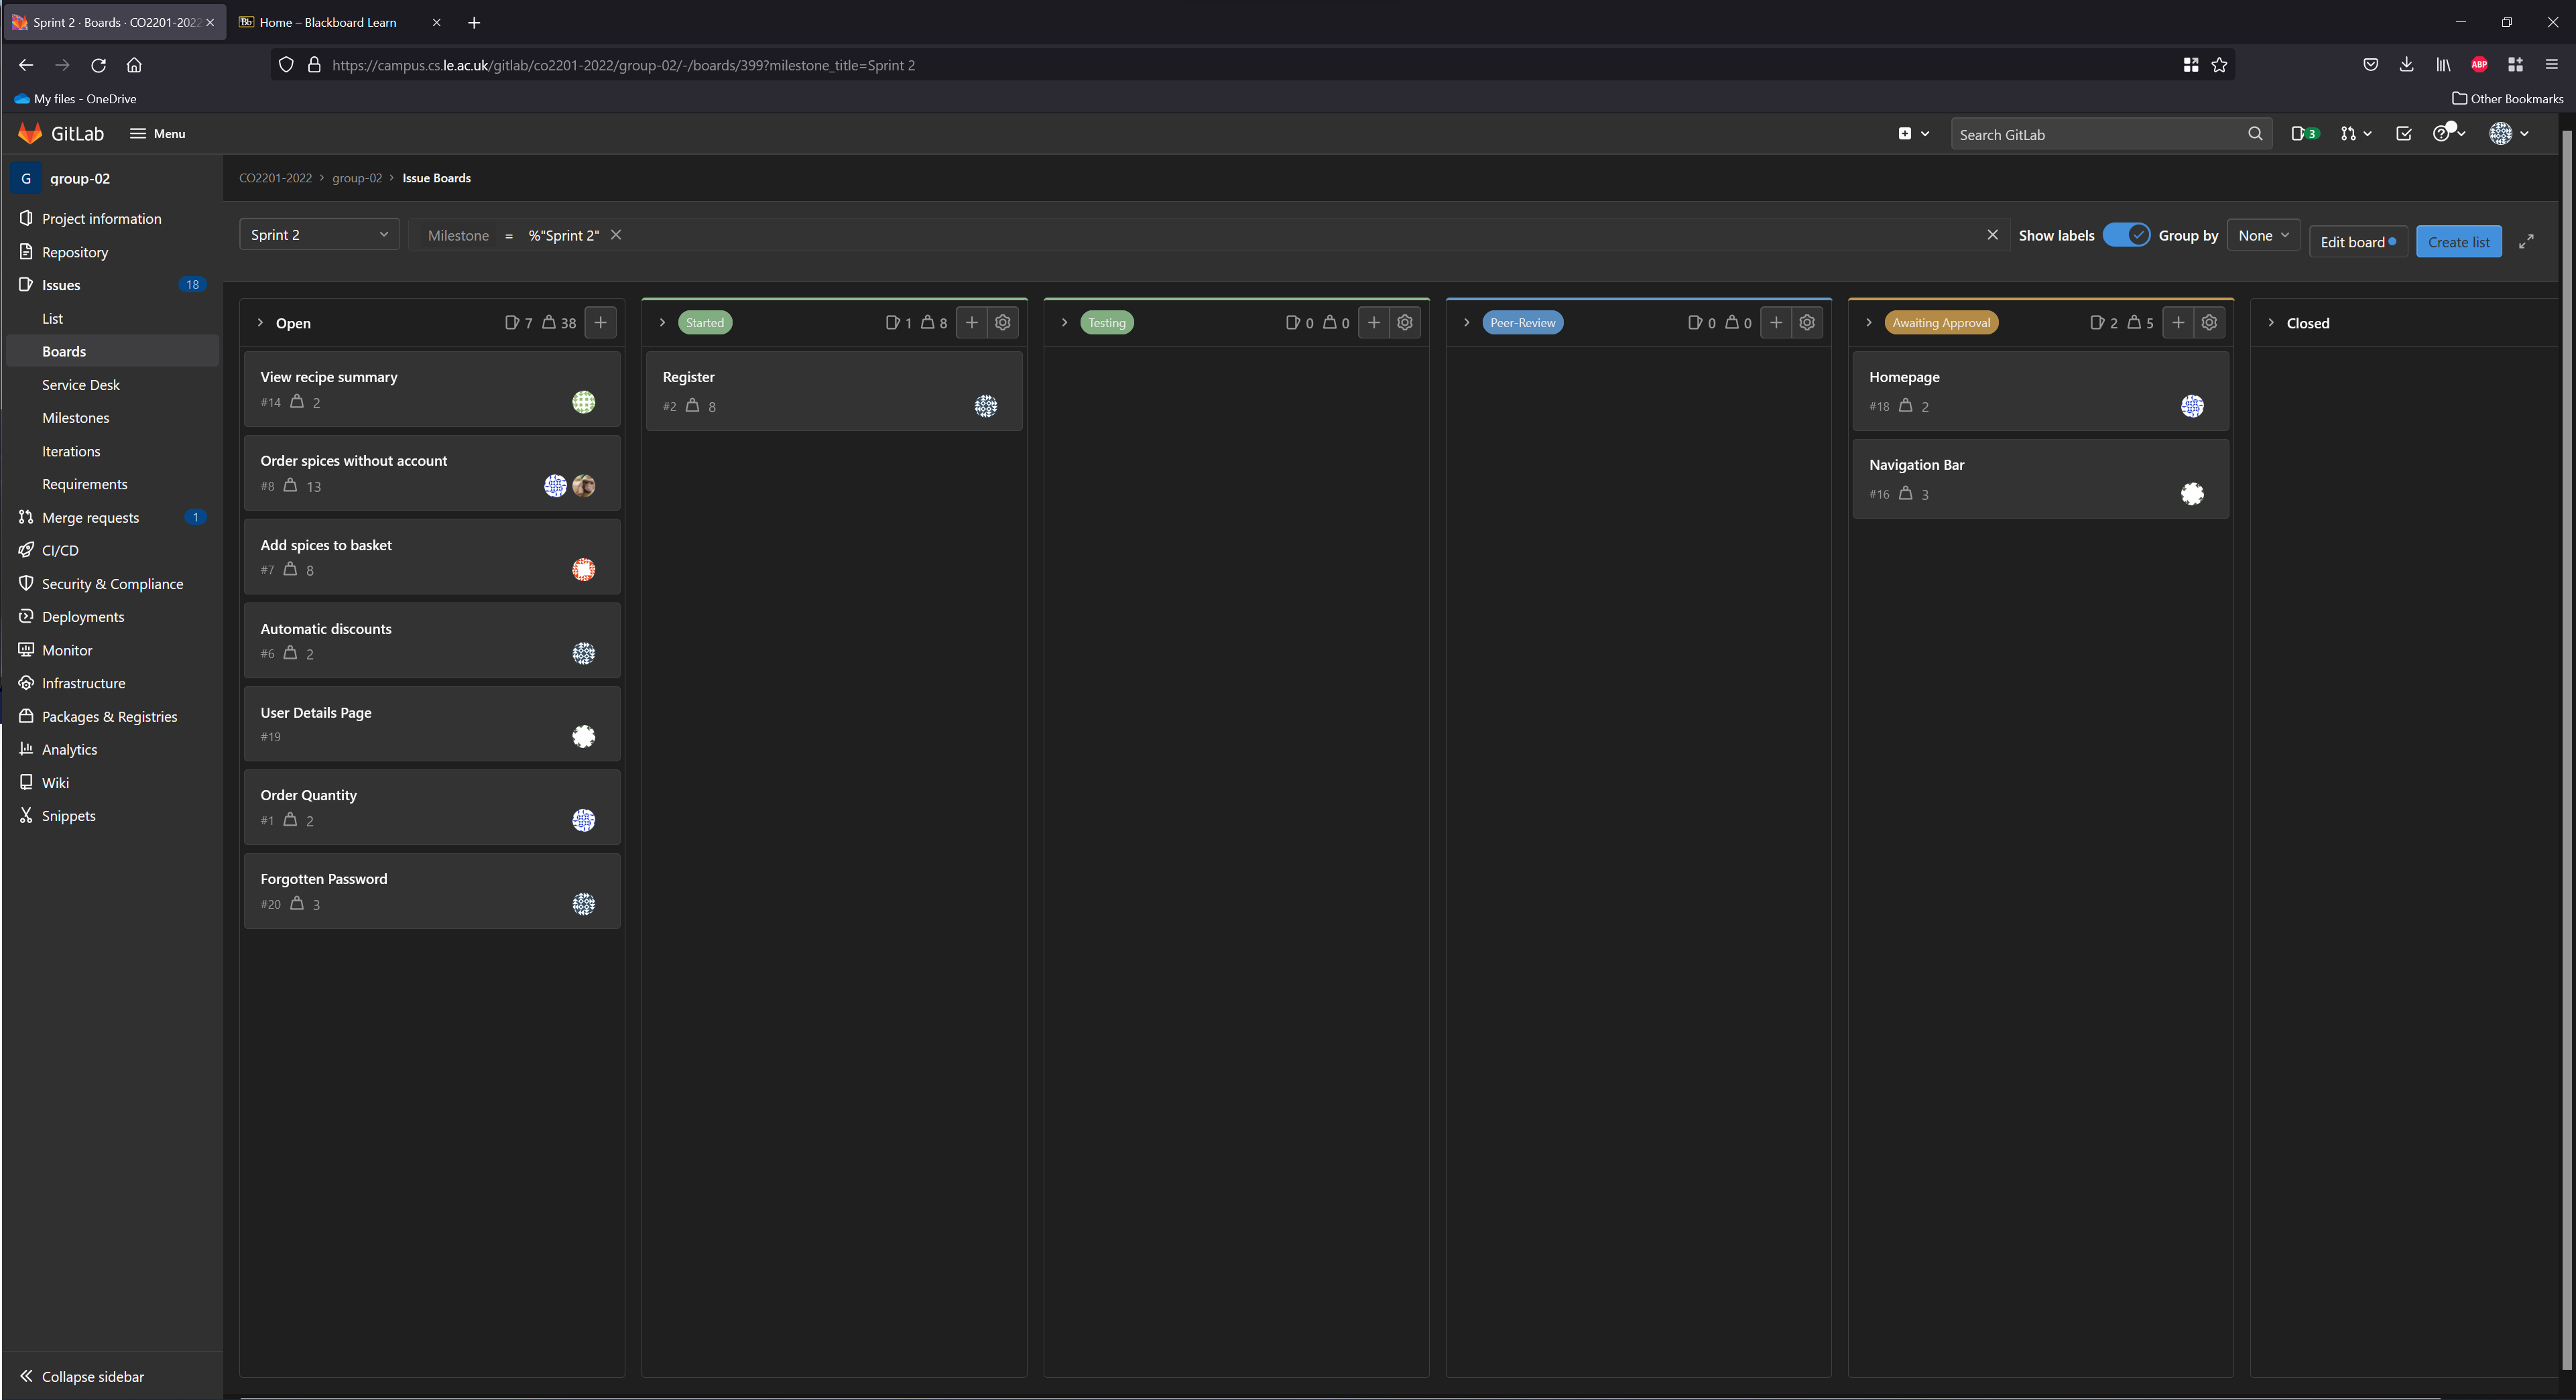 Sprint 2 · Boards · CO2201-2022
Home – Blackboard Learn
https://campus.cs.le.ac.uk/gitlab/co2201-2022/group-02/-/boards/399?milestone_title=Sprint 2
ABP
My files - OneDrive
Other Bookmarks
GitLab
Menu
Search GitLab
3
G group-02
CO2201-2022 › group-02 › Issue Boards
Project information
Repository
Issues 18
List
Boards
Service Desk
Milestones
Iterations
Requirements
Merge requests 1
CI/CD
Security & Compliance
Deployments
Monitor
Infrastructure
Packages & Registries
Analytics
Wiki
Snippets
Collapse sidebar
Sprint 2
Milestone = %"Sprint 2"
Show labels
Group by
None
Edit board
Create list
Open 7 38
View recipe summary
#14 2
Order spices without account
#8 13
Add spices to basket
#7 8
Automatic discounts
#6 2
User Details Page
#19
Order Quantity
#1 2
Forgotten Password
#20 3
Started 1 8
Register
#2 8
Testing 0 0
Peer-Review 0 0
Awaiting Approval 2 5
Homepage
#18 2
Navigation Bar
#16 3
Closed